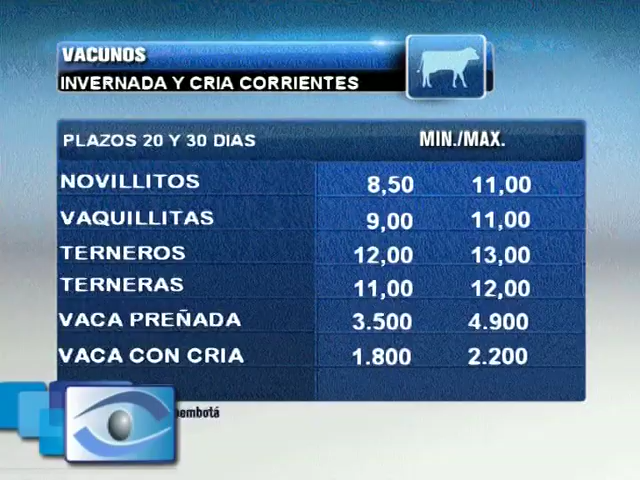 VACUNOS
INVERNADA Y CRIA CORRIENTES
PLAZOS 20 Y 30 DIAS MIN./MAX.
NOVILLITOS 8,50 11,00
VAQUILLITAS 9,00 11,00
TERNEROS 12,00 13,00
TERNERAS 11,00 12,00
VACA PREÑADA 3.500 4.900
VACA CON CRIA 1.800 2.200